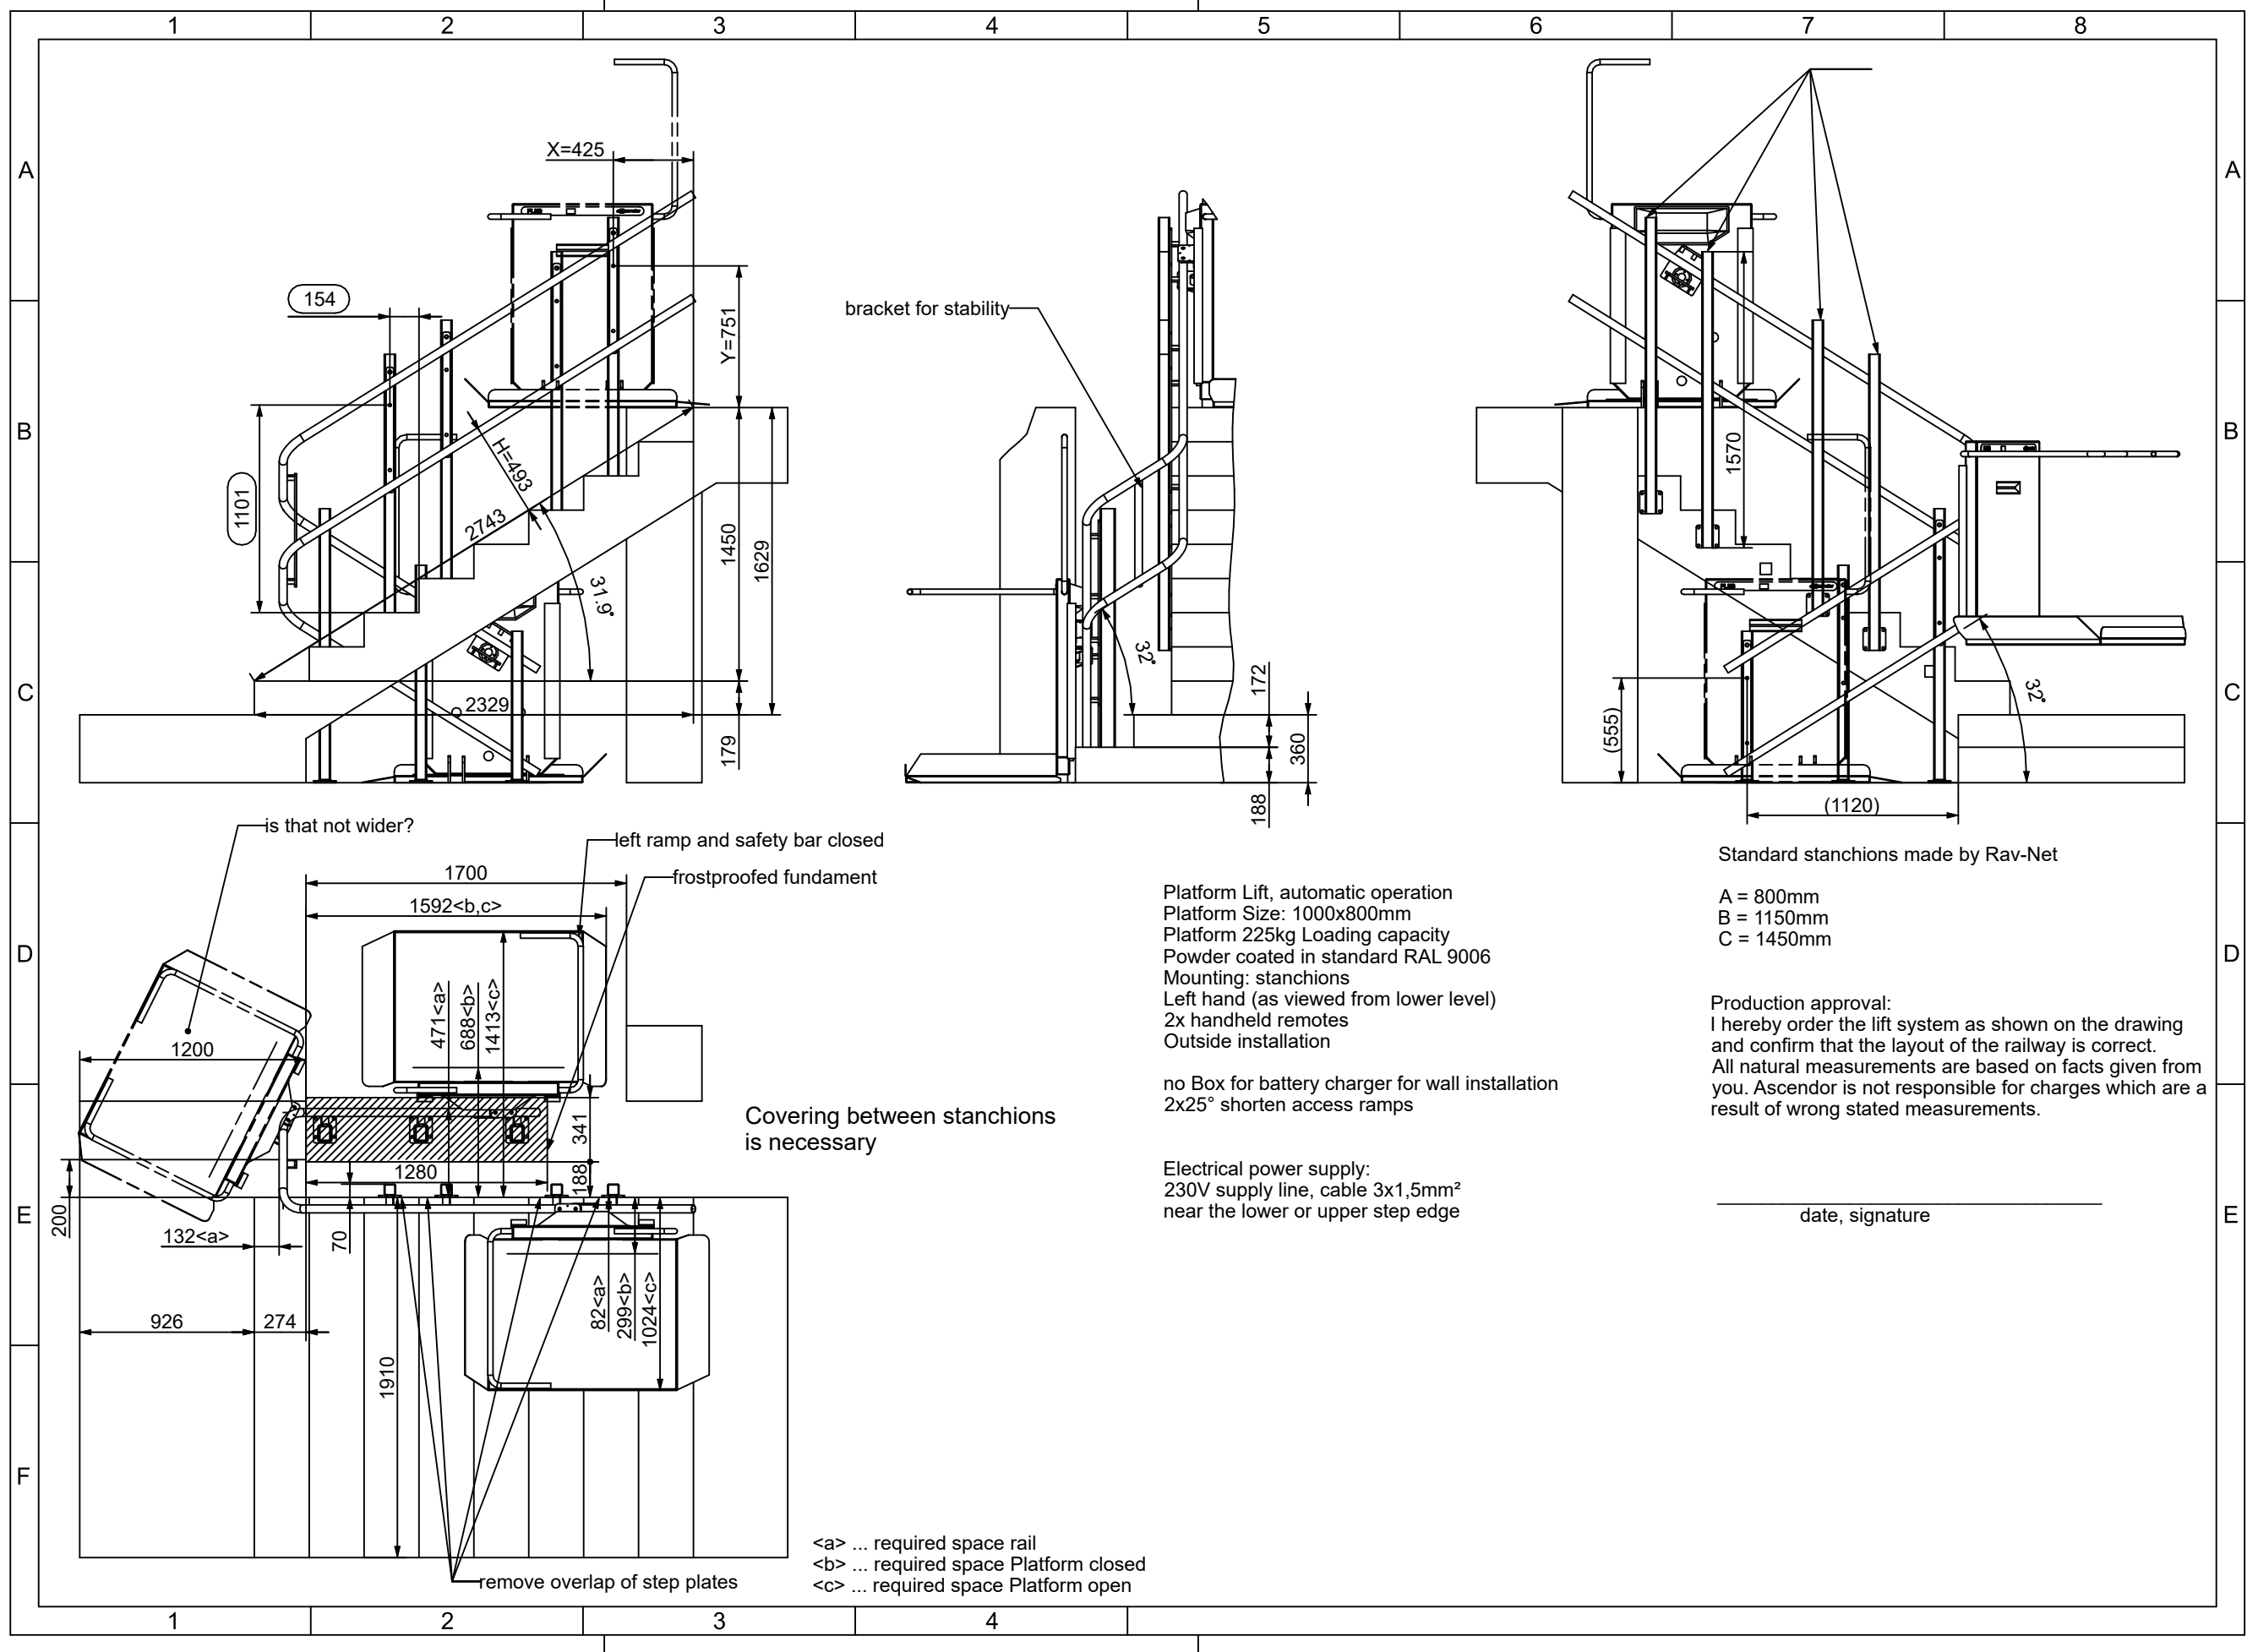 1 2 3 4 5 6 7 8
A
A
B
B
C
C
D
D
E
E
F
X=425
154
Y=751
1101
H=493
2743
1450
1629
31.9°
2329
179
bracket for stability
32°
172
360
188
1570
(555)
32°
(1120)
is that not wider?
left ramp and safety bar closed
frostproofed fundament
1700
1592<b,c>
471<a>
688<b>
1413<c>
1200
341
188
1280
200
132<a>
70
82<a>
299<b>
1024<c>
926
274
1910
remove overlap of step plates
Covering between stanchions
is necessary
Platform Lift, automatic operation
Platform Size: 1000x800mm
Platform 225kg Loading capacity
Powder coated in standard RAL 9006
Mounting: stanchions
Left hand (as viewed from lower level)
2x handheld remotes
Outside installation
no Box for battery charger for wall installation
2x25° shorten access ramps
Electrical power supply:
230V supply line, cable 3x1,5mm²
near the lower or upper step edge
Standard stanchions made by Rav-Net
A = 800mm
B = 1150mm
C = 1450mm
Production approval:
I hereby order the lift system as shown on the drawing
and confirm that the layout of the railway is correct.
All natural measurements are based on facts given from
you. Ascendor is not responsible for charges which are a
result of wrong stated measurements.
date, signature
<a> ... required space rail
<b> ... required space Platform closed
<c> ... required space Platform open
1 2 3 4